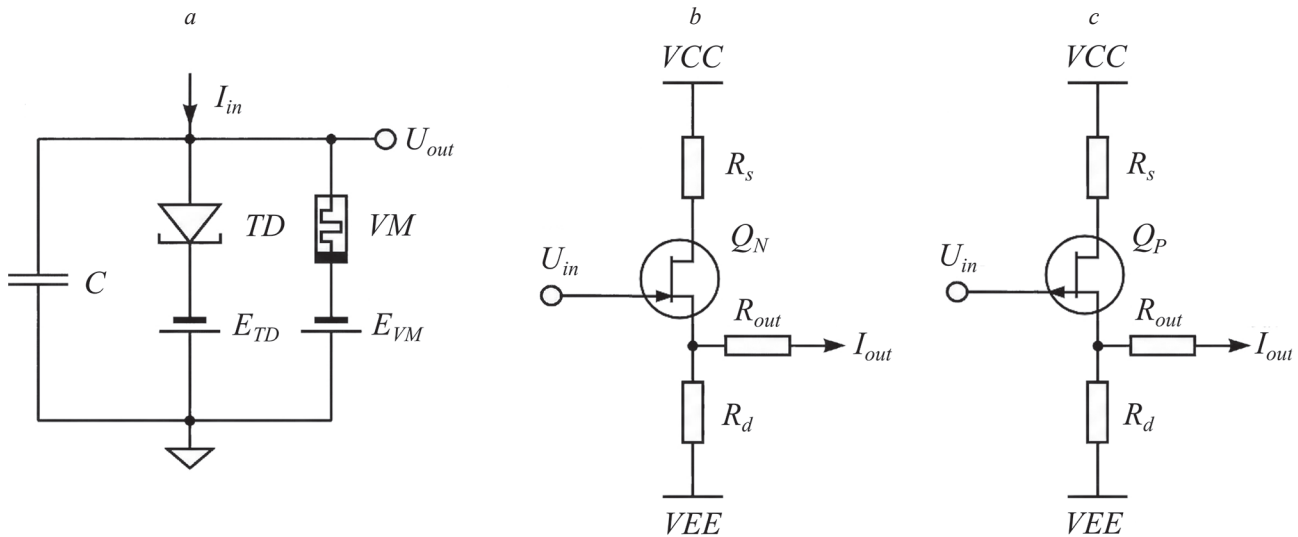 a
I_in
U_out
TD
VM
C
E_TD
E_VM
b
VCC
R_s
Q_N
U_in
R_out
I_out
R_d
VEE
c
VCC
R_s
Q_P
U_in
R_out
I_out
R_d
VEE